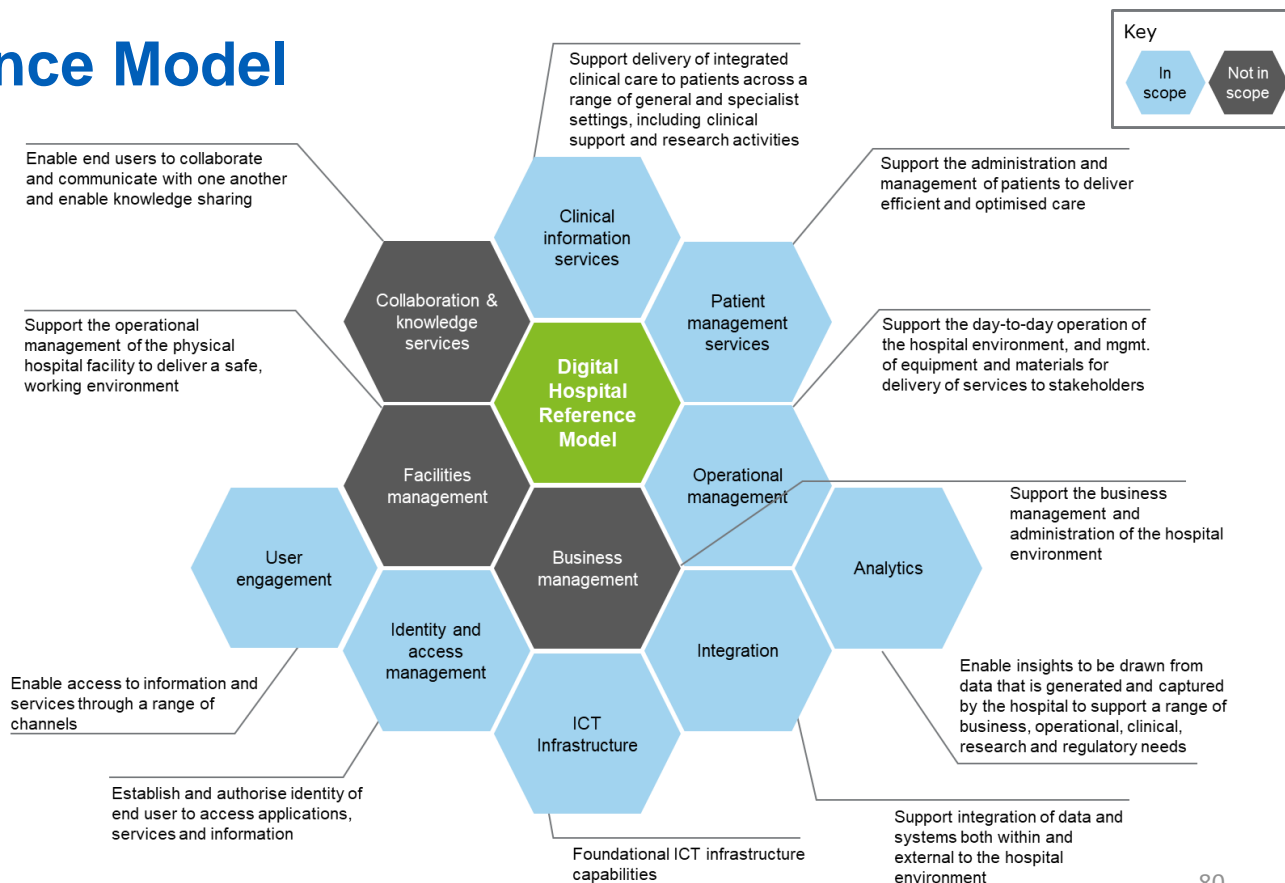 nce Model
Key
In
scope
Not in
scope
Support delivery of integrated
clinical care to patients across a
range of general and specialist
settings, including clinical
support and research activities
Enable end users to collaborate
and communicate with one another
and enable knowledge sharing
Support the administration and
management of patients to deliver
efficient and optimised care
Clinical
information
services
Collaboration &
knowledge
services
Patient
management
services
Support the operational
management of the physical
hospital facility to deliver a safe,
working environment
Support the day-to-day operation of
the hospital environment, and mgmt.
of equipment and materials for
delivery of services to stakeholders
Digital
Hospital
Reference
Model
Facilities
management
Operational
management
Support the business
management and
administration of the hospital
environment
User
engagement
Business
management
Analytics
Identity and
access
management
Integration
Enable access to information and
services through a range of
channels
ICT
Infrastructure
Enable insights to be drawn from
data that is generated and captured
by the hospital to support a range of
business, operational, clinical,
research and regulatory needs
Establish and authorise identity of
end user to access applications,
services and information
Foundational ICT infrastructure
capabilities
Support integration of data and
systems both within and
external to the hospital
environment
80